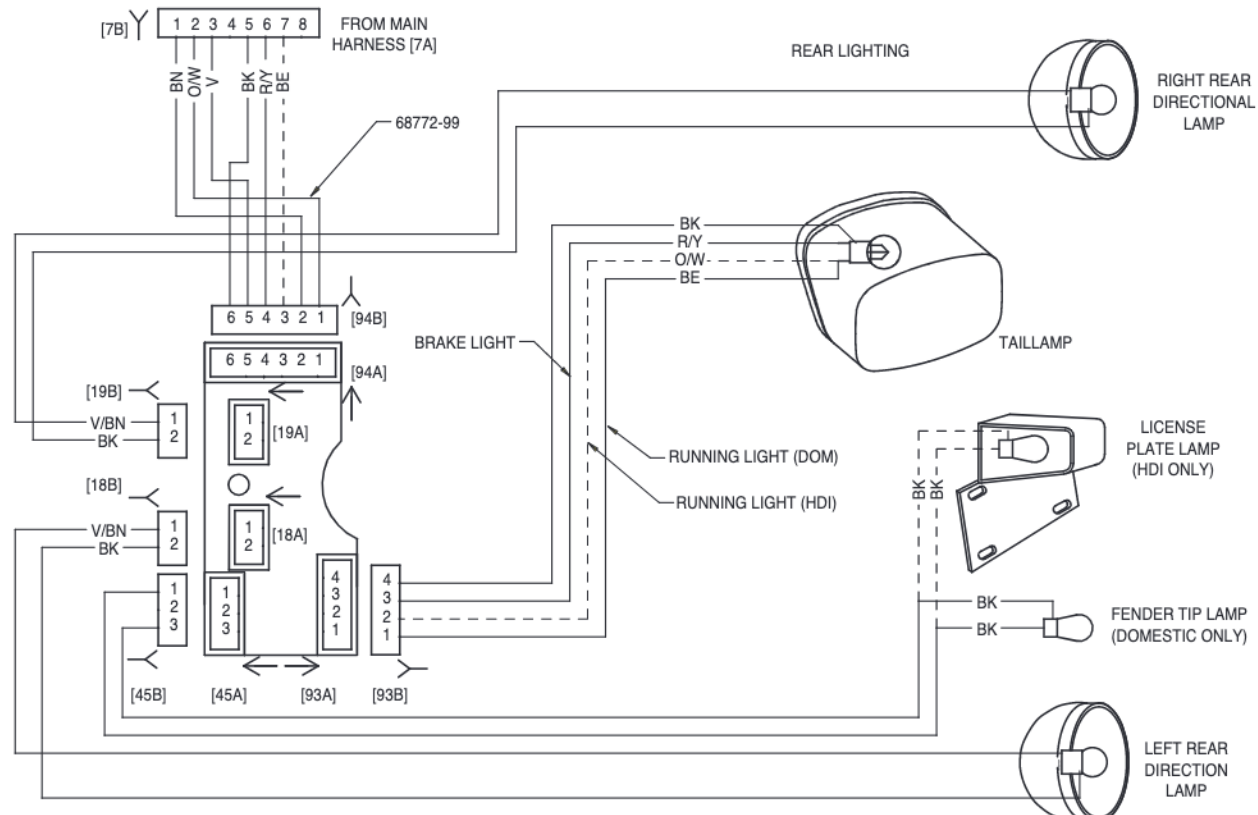 [7B]
1 2 3 4 5 6 7 8
FROM MAIN
HARNESS [7A]
REAR LIGHTING
BN
O/W
V
BK
R/Y
BE
68772-99
RIGHT REAR
DIRECTIONAL
LAMP
BK
R/Y
O/W
BE
6 5 4 3 2 1
[94B]
BRAKE LIGHT
TAILLAMP
6 5 4 3 2 1
[94A]
[19B]
V/BN
BK
1
2
1
2
[19A]
LICENSE
PLATE LAMP
(HDI ONLY)
RUNNING LIGHT (DOM)
RUNNING LIGHT (HDI)
BK
BK
[18B]
V/BN
BK
1
2
1
2
[18A]
1
2
3
1
2
3
4
3
2
1
4
3
2
1
BK
BK
FENDER TIP LAMP
(DOMESTIC ONLY)
[45B]
[45A]
[93A]
[93B]
LEFT REAR
DIRECTION
LAMP